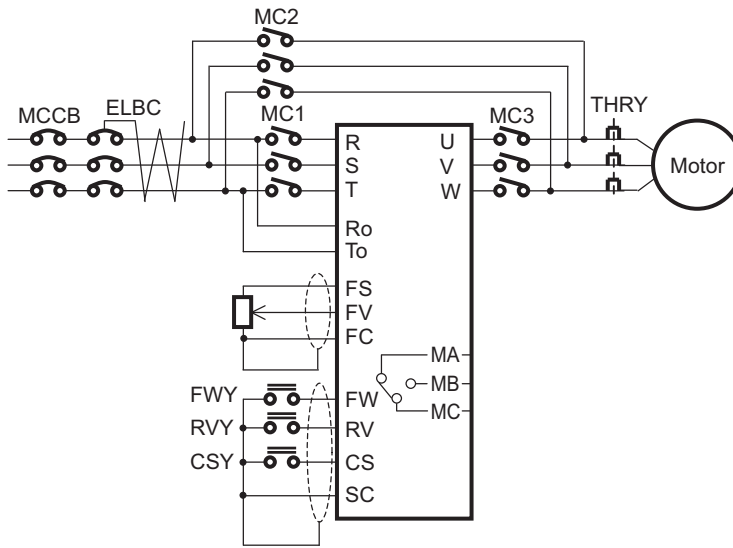 MC2
MCCB ELBC MC1 MC3 THRY
R U
S V Motor
T W
Ro
To
FS
FV
FC
MA
MB
MC
FWY FW
RVY RV
CSY CS
SC